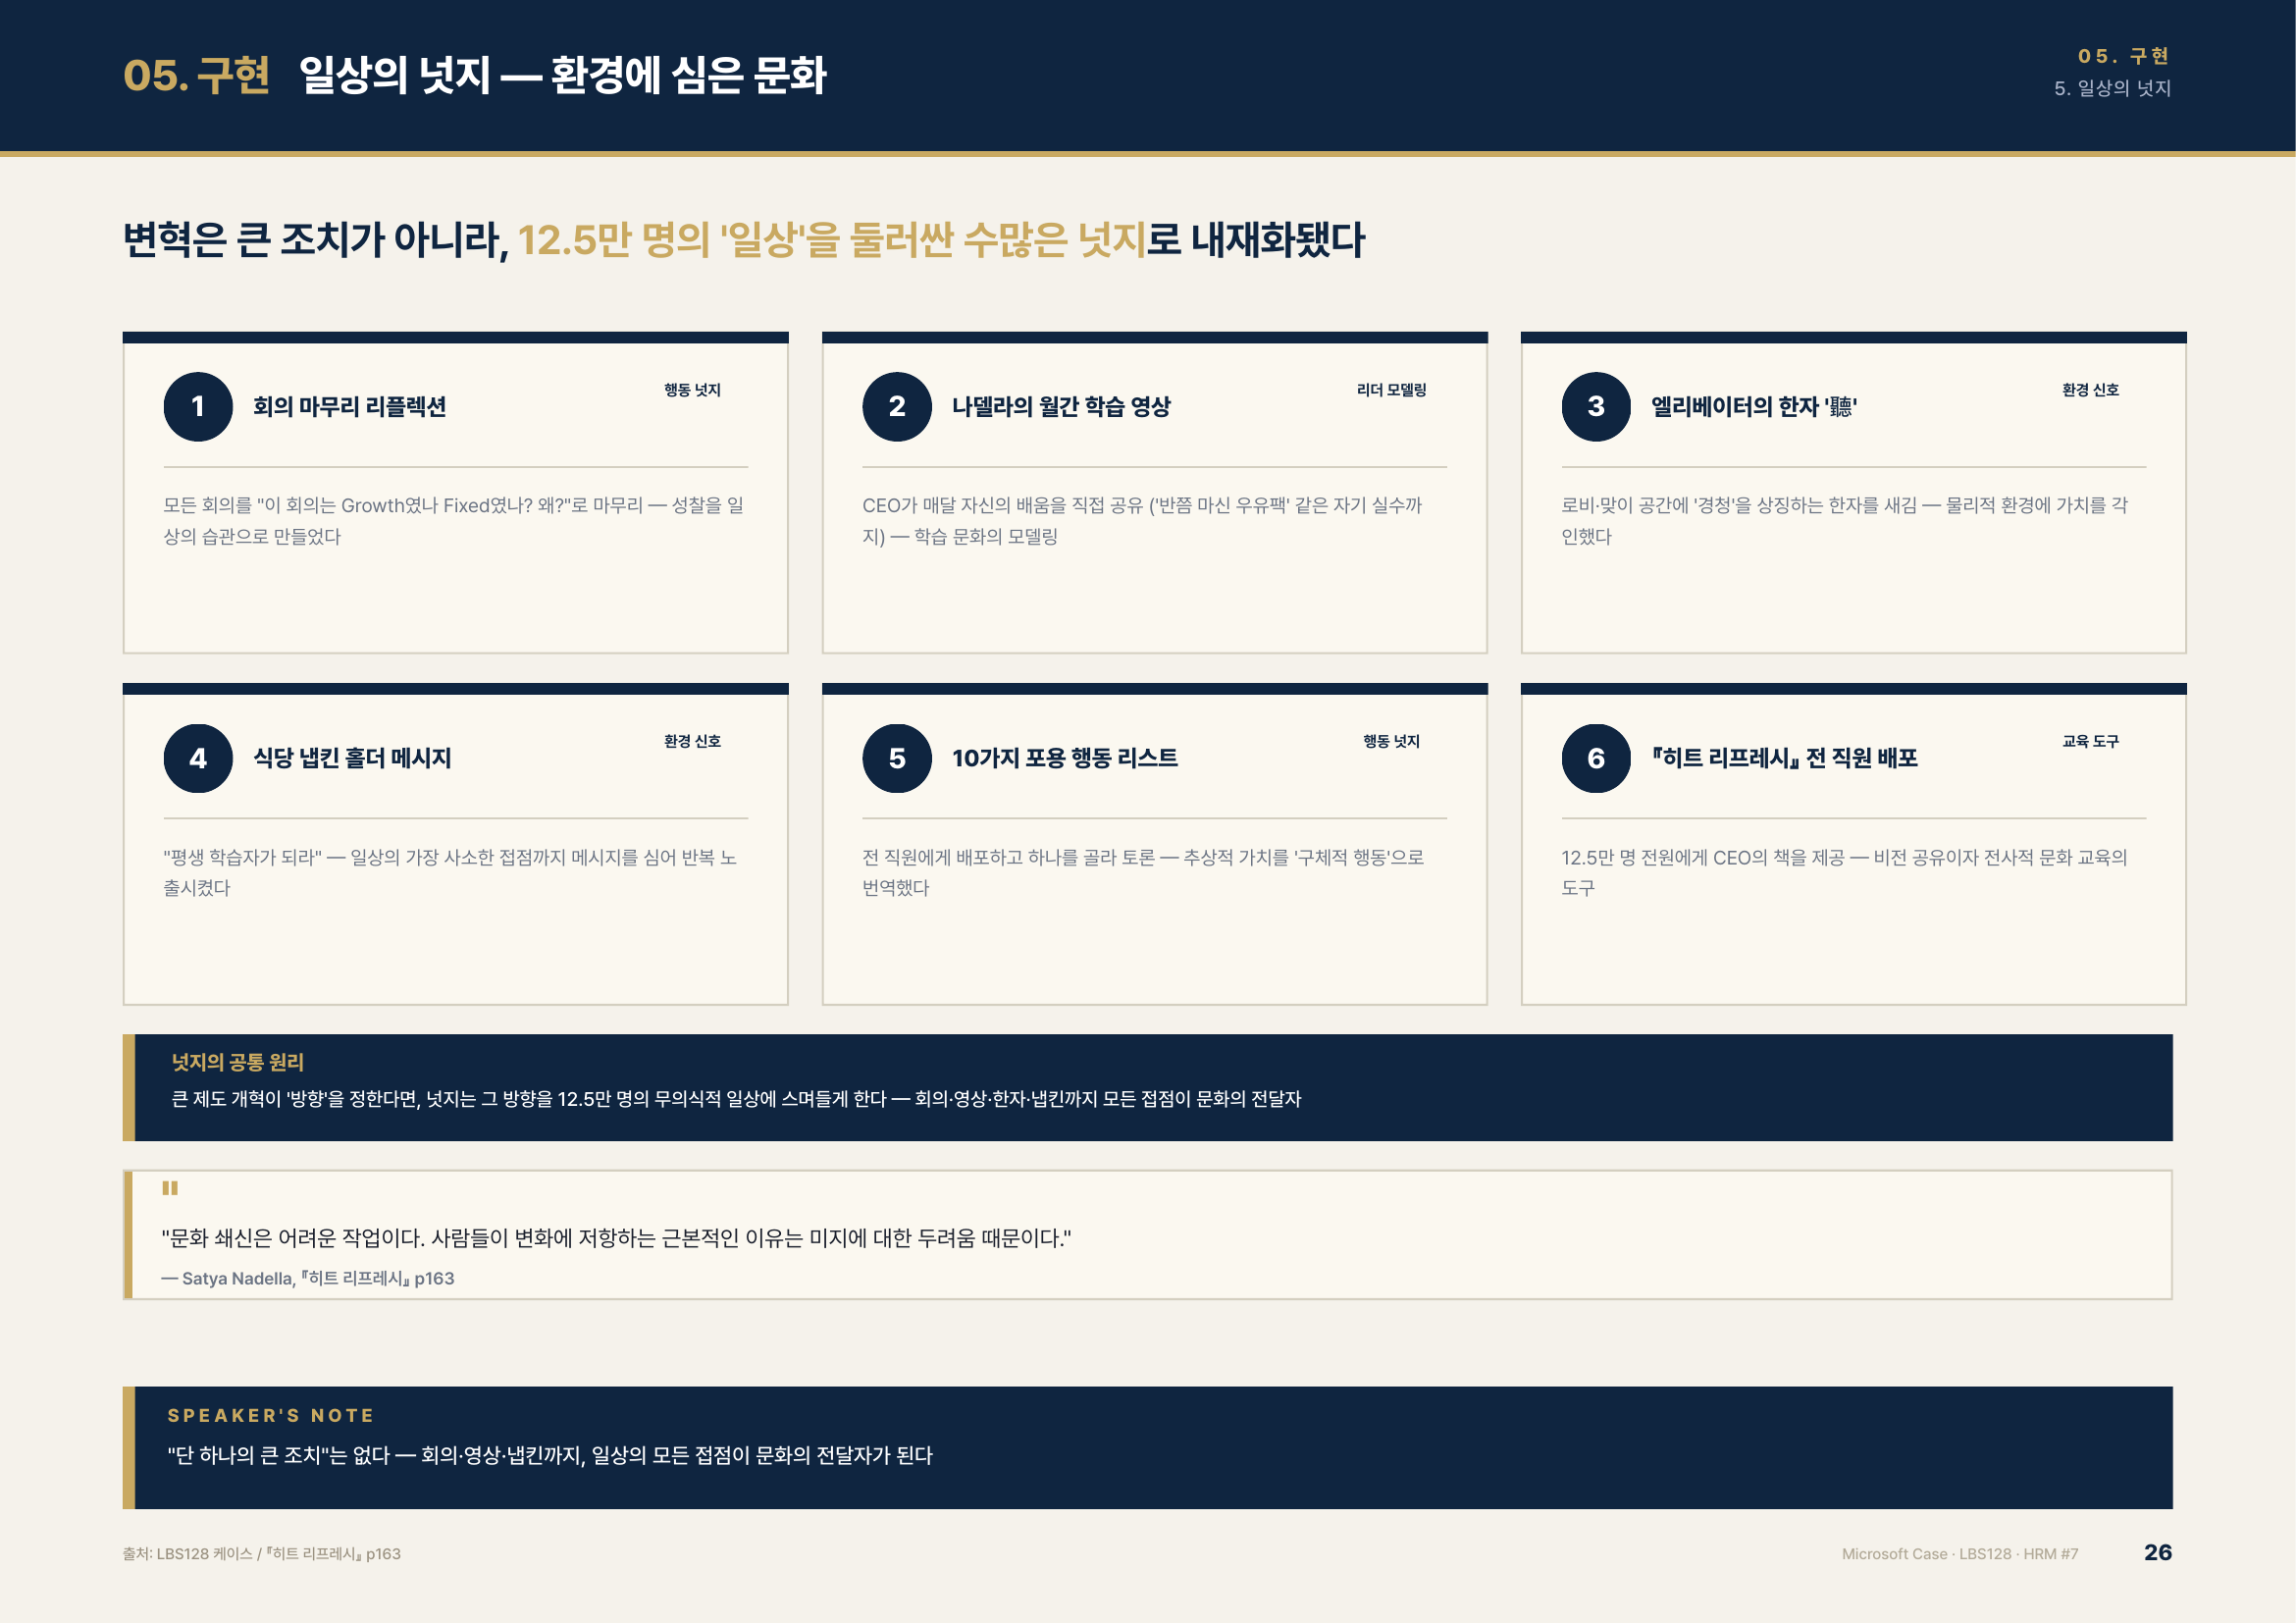 05. 구현 일상의 넛지 — 환경에 심은 문화
05. 구현
5. 일상의 넛지
변혁은 큰 조치가 아니라, 12.5만 명의 '일상'을 둘러싼 수많은 넛지로 내재화됐다
1 회의 마무리 리플렉션 행동 넛지
모든 회의를 "이 회의는 Growth였나 Fixed였나? 왜?"로 마무리 — 성찰을 일
상의 습관으로 만들었다
2 나델라의 월간 학습 영상 리더 모델링
CEO가 매달 자신의 배움을 직접 공유 ('반쯤 마신 우유팩' 같은 자기 실수까
지) — 학습 문화의 모델링
3 엘리베이터의 한자 '聽' 환경 신호
로비·맞이 공간에 '경청'을 상징하는 한자를 새김 — 물리적 환경에 가치를 각
인했다
4 식당 냅킨 홀더 메시지 환경 신호
"평생 학습자가 되라" — 일상의 가장 사소한 접점까지 메시지를 심어 반복 노
출시켰다
5 10가지 포용 행동 리스트 행동 넛지
전 직원에게 배포하고 하나를 골라 토론 — 추상적 가치를 '구체적 행동'으로
번역했다
6 『히트 리프레시』 전 직원 배포 교육 도구
12.5만 명 전원에게 CEO의 책을 제공 — 비전 공유이자 전사적 문화 교육의
도구
넛지의 공통 원리
큰 제도 개혁이 '방향'을 정한다면, 넛지는 그 방향을 12.5만 명의 무의식적 일상에 스며들게 한다 — 회의·영상·한자·냅킨까지 모든 접점이 문화의 전달자
"
"문화 쇄신은 어려운 작업이다. 사람들이 변화에 저항하는 근본적인 이유는 미지에 대한 두려움 때문이다."
— Satya Nadella, 『히트 리프레시』 p163
SPEAKER'S NOTE
"단 하나의 큰 조치"는 없다 — 회의·영상·냅킨까지, 일상의 모든 접점이 문화의 전달자가 된다
출처: LBS128 케이스 / 『히트 리프레시』 p163
Microsoft Case · LBS128 · HRM #7 26